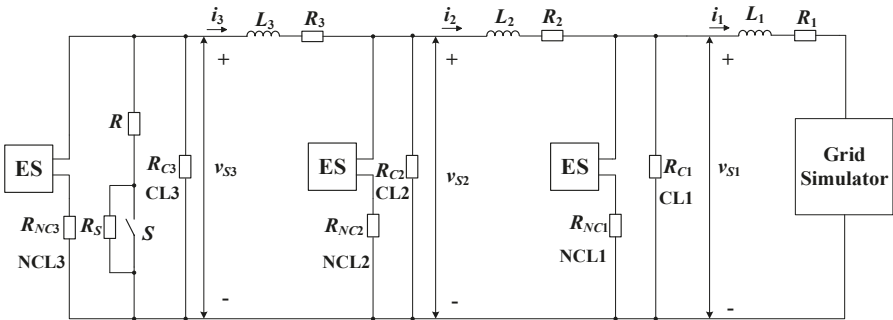 i3 L3 R3 i2 L2 R2 i1 L1 R1
+ + +
R
ES RC3 vS3 ES RC2 vS2 ES RC1 vS1 Grid
CL3 CL2 CL1 Simulator
RNC3 RS S RNC2 RNC1
NCL3 NCL2 NCL1
- - -